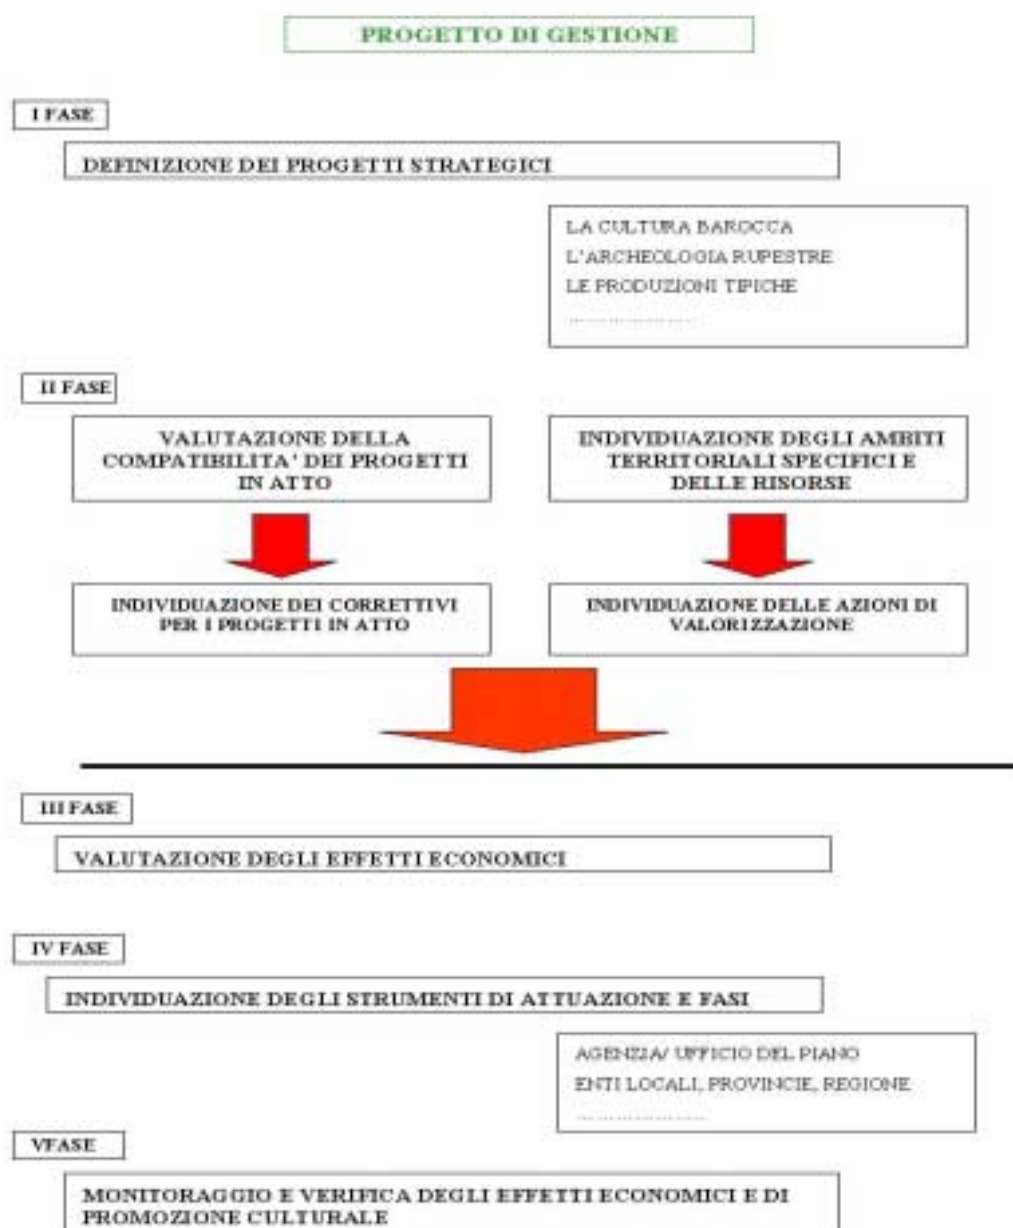 PROGETTO DI GESTIONE
I FASE
DEFINIZIONE DEI PROGETTI STRATEGICI
LA CULTURA BAROCCA
L'ARCHEOLOGIA RUPESTRE
LE PRODUZIONI TIPICHE
......................
II FASE
VALUTAZIONE DELLA
COMPATIBILITA' DEI PROGETTI
IN ATTO
INDIVIDUAZIONE DEGLI AMBITI
TERRITORIALI SPECIFICI E
DELLE RISORSE
INDIVIDUAZIONE DEI CORRETTIVI
PER I PROGETTI IN ATTO
INDIVIDUAZIONE DELLE AZIONI DI
VALORIZZAZIONE
III FASE
VALUTAZIONE DEGLI EFFETTI ECONOMICI
IV FASE
INDIVIDUAZIONE DEGLI STRUMENTI DI ATTUAZIONE E FASI
AGENZIA/ UFFICIO DEL PIANO
ENTI LOCALI, PROVINCIE, REGIONE
......................
VFASE
MONITORAGGIO E VERIFICA DEGLI EFFETTI ECONOMICI E DI
PROMOZIONE CULTURALE